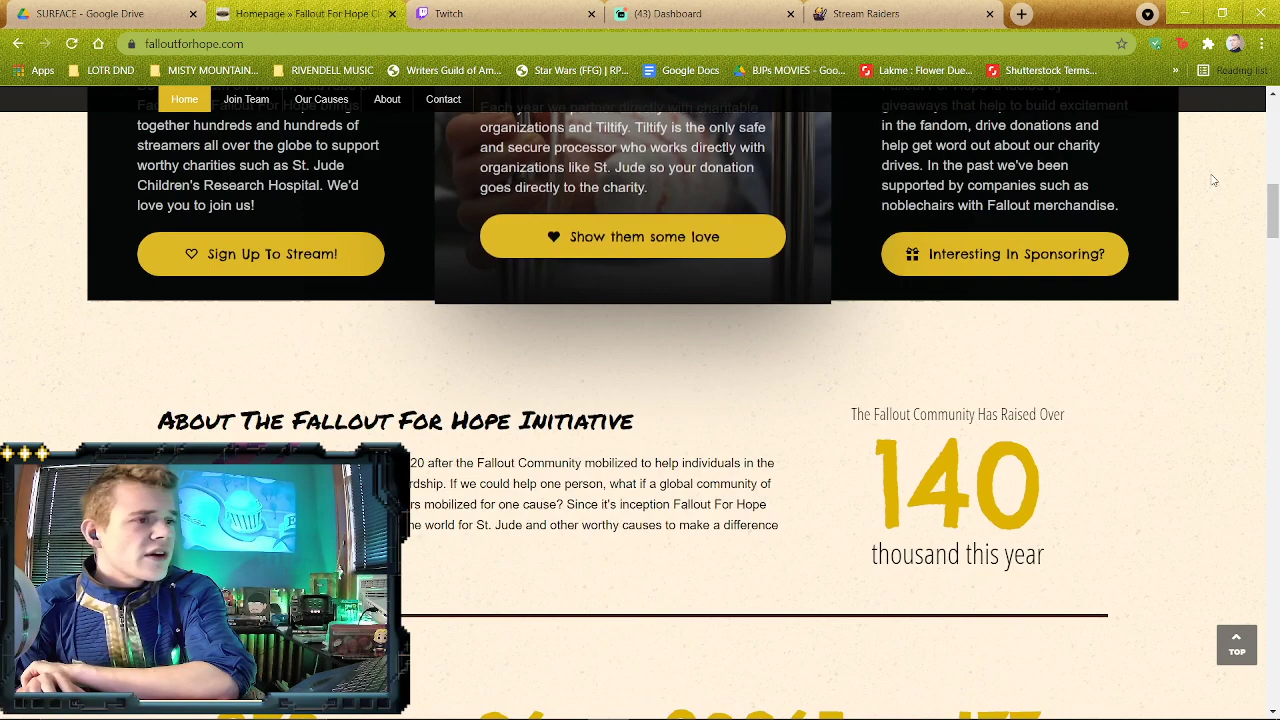 SURFACE - Google Drive
Homepage » Fallout For Hope Ch
Twitch
(43) Dashboard
Stream Raiders
falloutforhope.com
Apps
LOTR DND
MISTY MOUNTAIN...
RIVENDELL MUSIC
Writers Guild of Am...
Star Wars (FFG) | RP...
Google Docs
BJPs MOVIES - Goo...
Lakme : Flower Due...
Shutterstock Terms...
»
Reading list
Home
Join Team
Our Causes
About
Contact
together hundreds and hundreds of
streamers all over the globe to support
worthy charities such as St. Jude
Children's Research Hospital. We'd
love you to join us!
Sign Up To Stream!
Each year we partner directly with charitable
organizations and Tiltify. Tiltify is the only safe
and secure processor who works directly with
organizations like St. Jude so your donation
goes directly to the charity.
Show them some love
giveaways that help to build excitement
in the fandom, drive donations and
help get word out about our charity
drives. In the past we've been
supported by companies such as
noblechairs with Fallout merchandise.
Interesting In Sponsoring?
About The Fallout For Hope Initiative
20 after the Fallout Community mobilized to help individuals in the
rdship. If we could help one person, what if a global community of
rs mobilized for one cause? Since it's inception Fallout For Hope
the world for St. Jude and other worthy causes to make a difference
The Fallout Community Has Raised Over
140
thousand this year
TOP